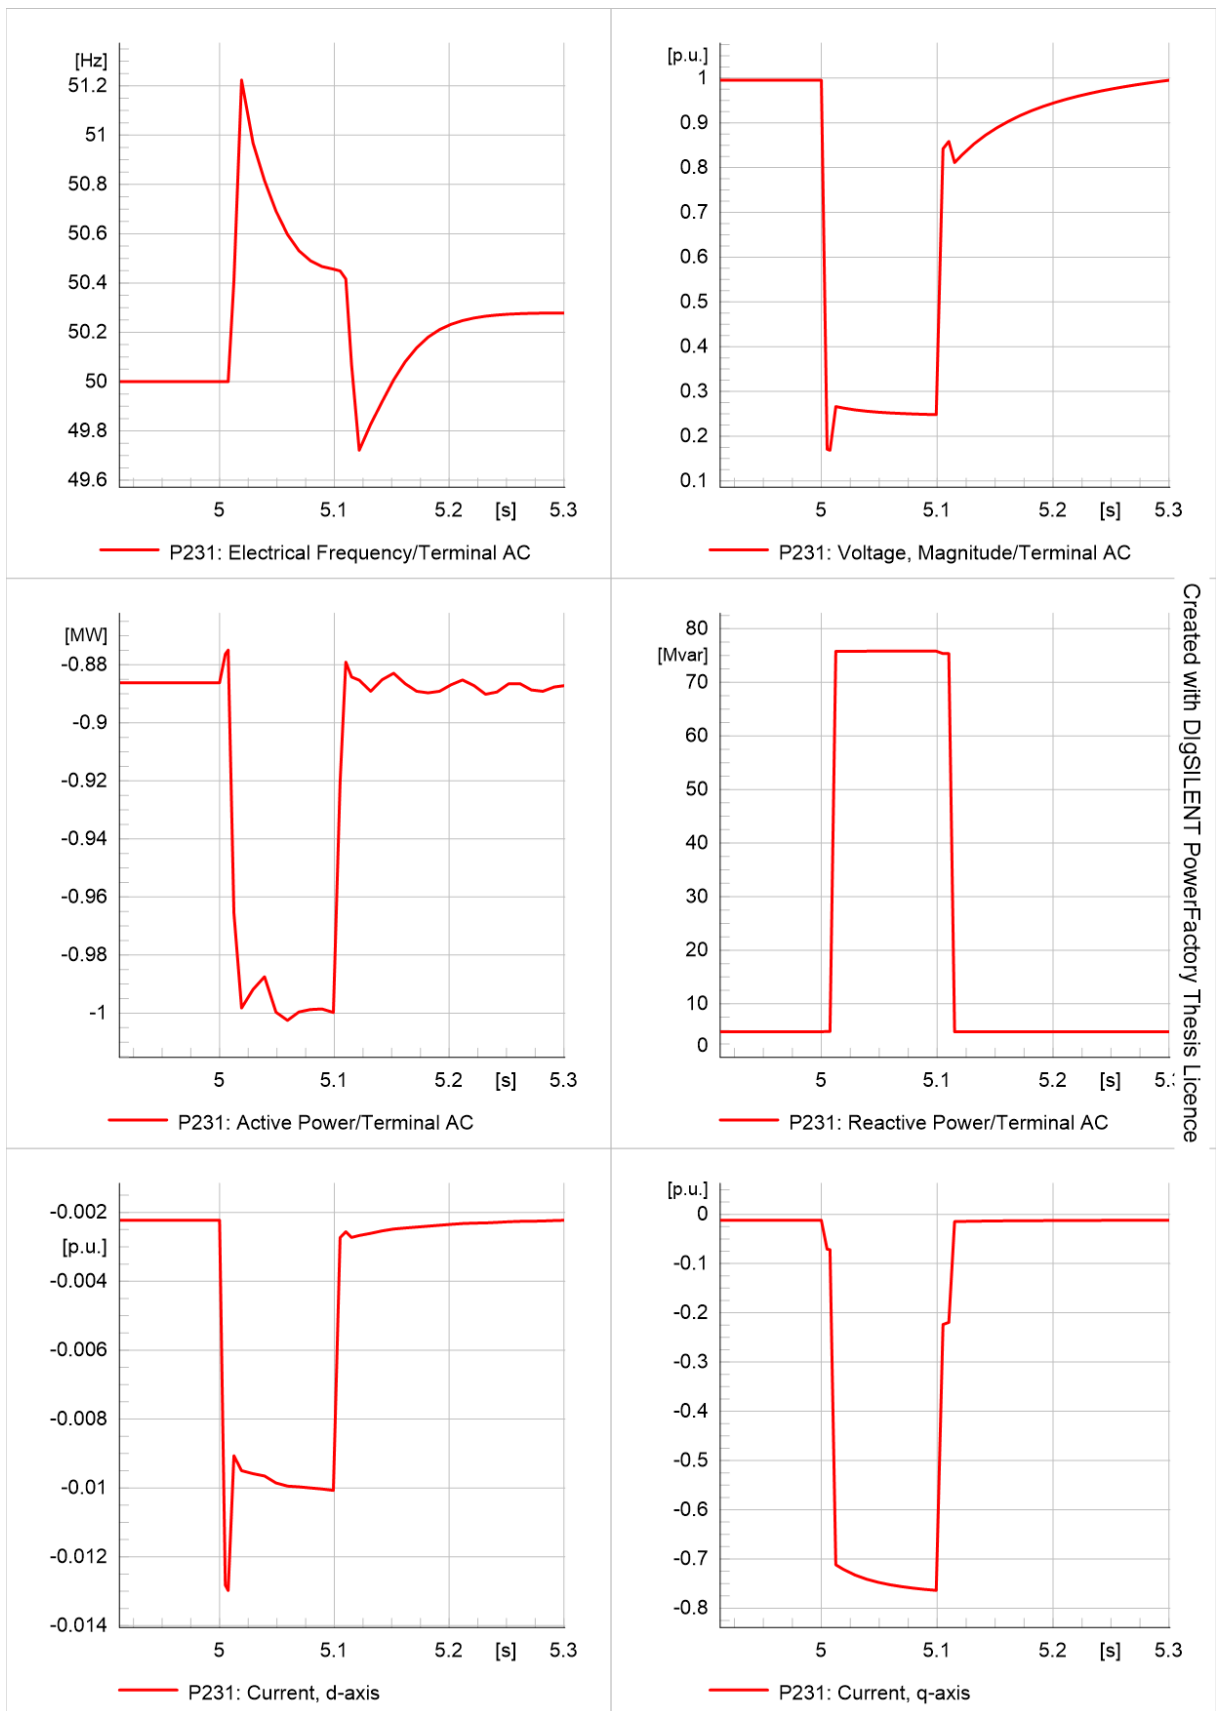 [Hz]
51.2
51
50.8
50.6
50.4
50.2
50
49.8
49.6
5 5.1 5.2 [s] 5.3
P231: Electrical Frequency/Terminal AC
[p.u.]
1
0.9
0.8
0.7
0.6
0.5
0.4
0.3
0.2
0.1
5 5.1 5.2 [s] 5.3
P231: Voltage, Magnitude/Terminal AC
[MW]
-0.88
-0.9
-0.92
-0.94
-0.96
-0.98
-1
5 5.1 5.2 [s] 5.3
P231: Active Power/Terminal AC
80
[Mvar]
70
60
50
40
30
20
10
0
5 5.1 5.2 [s] 5.
P231: Reactive Power/Terminal AC
Created with DIgSILENT PowerFactory Thesis Licence
-0.002
[p.u.]
-0.004
-0.006
-0.008
-0.01
-0.012
-0.014
5 5.1 5.2 [s] 5.3
P231: Current, d-axis
[p.u.]
0
-0.1
-0.2
-0.3
-0.4
-0.5
-0.6
-0.7
-0.8
5 5.1 5.2 [s] 5.3
P231: Current, q-axis